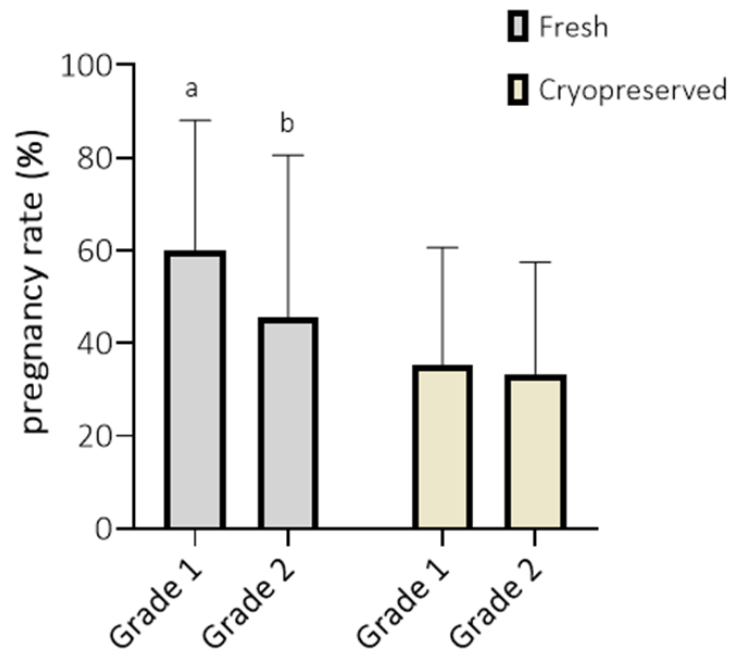 Fresh
Cryopreserved
pregnancy rate (%)
100
80
60
40
20
0
a
b
Grade 1
Grade 2
Grade 1
Grade 2